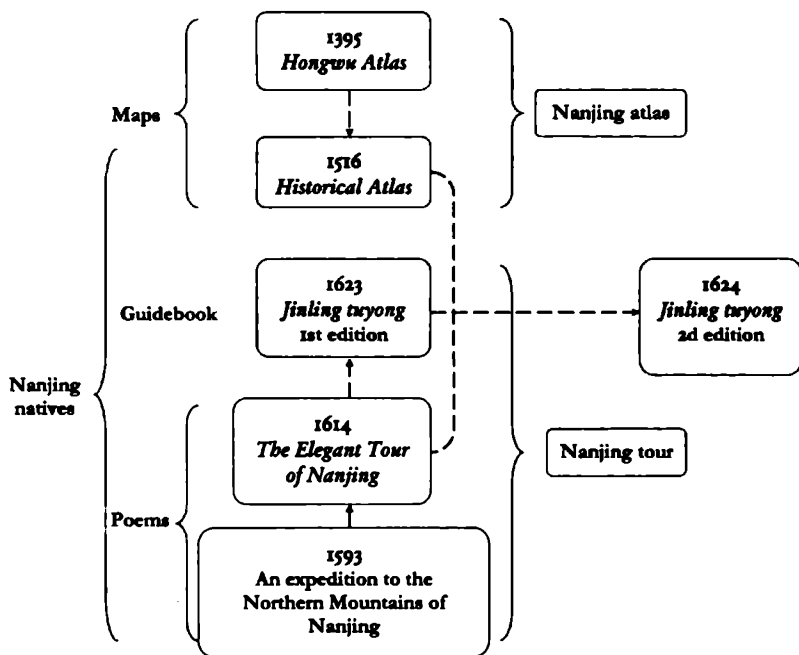 1395
Hongwu Atlas
Maps
Nanjing atlas
1516
Historical Atlas
1623
Jinling tuyong
1st edition
Guidebook
1624
Jinling tuyong
2d edition
Nanjing
natives
1614
The Elegant Tour
of Nanjing
Nanjing tour
Poems
1593
An expedition to the
Northern Mountains of
Nanjing